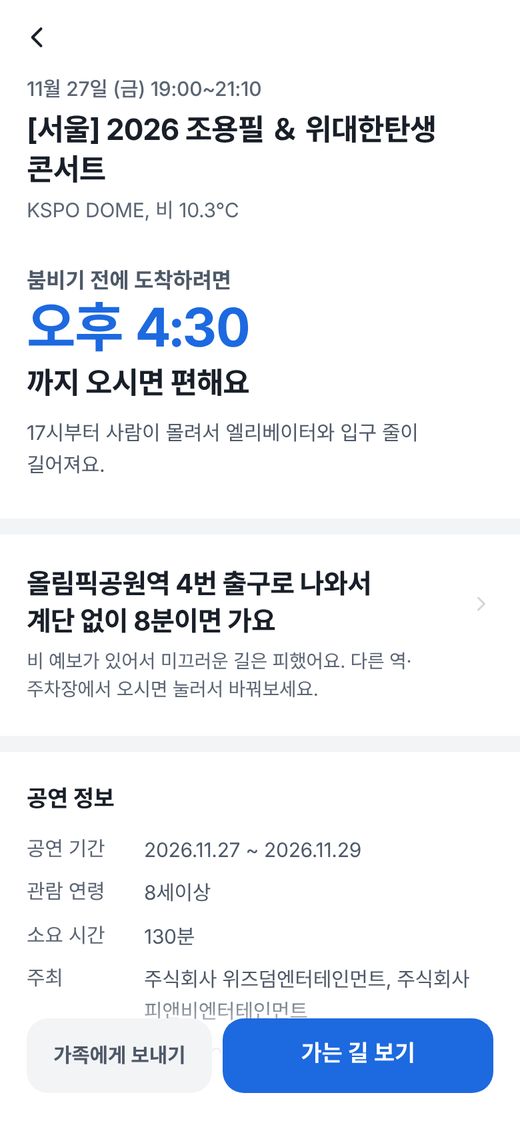 11월 27일 (금) 19:00~21:10
[서울] 2026 조용필 ＆ 위대한탄생
콘서트
KSPO DOME, 비 10.3°C
붐비기 전에 도착하려면
오후 4:30
까지 오시면 편해요
17시부터 사람이 몰려서 엘리베이터와 입구 줄이
길어져요.
올림픽공원역 4번 출구로 나와서
계단 없이 8분이면 가요
비 예보가 있어서 미끄러운 길은 피했어요. 다른 역·
주차장에서 오시면 눌러서 바꿔보세요.
공연 정보
공연 기간 2026.11.27 ~ 2026.11.29
관람 연령 8세이상
소요 시간 130분
주최 주식회사 위즈덤엔터테인먼트, 주식회사
피앤비엔터테인먼트
가족에게 보내기 가는 길 보기